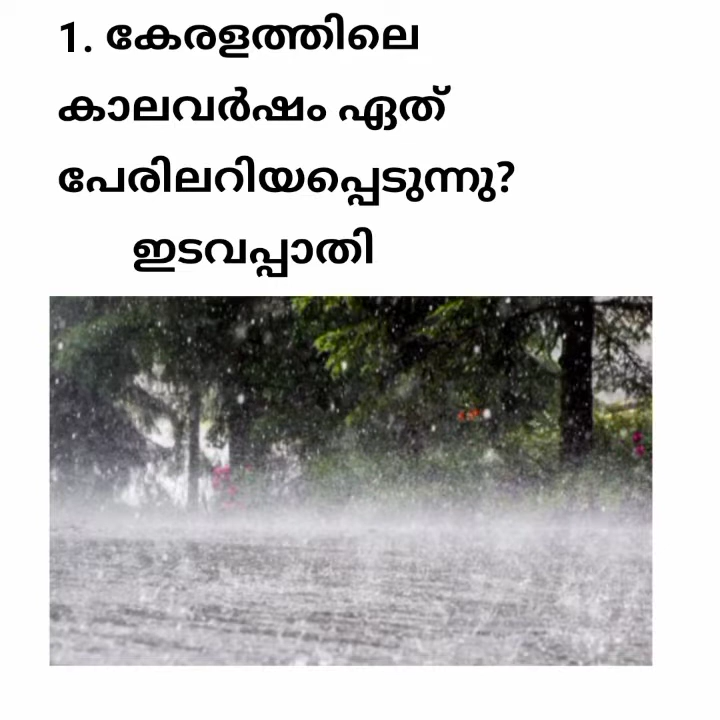 1. കേരളത്തിലെ
കാലവർഷം ഏത്
പേരിലറിയപ്പെടുന്നു?
ഇടവപ്പാതി